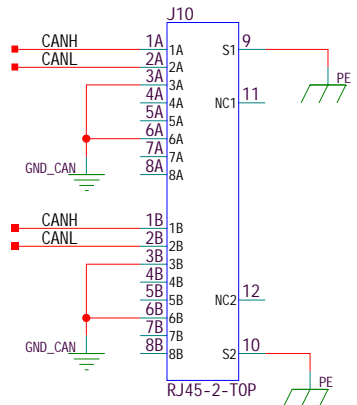 J10
CANH 1A 1A S1 9
CANL 2A 2A
3A 3A PE
4A 4A NC1 11
5A 5A
6A 6A
7A 7A
GND_CAN 8A 8A
CANH 1B 1B
CANL 2B 2B
3B 3B
4B 4B NC2 12
5B 5B
6B 6B
7B 7B
GND_CAN 8B 8B S2 10
PE
RJ45-2-TOP